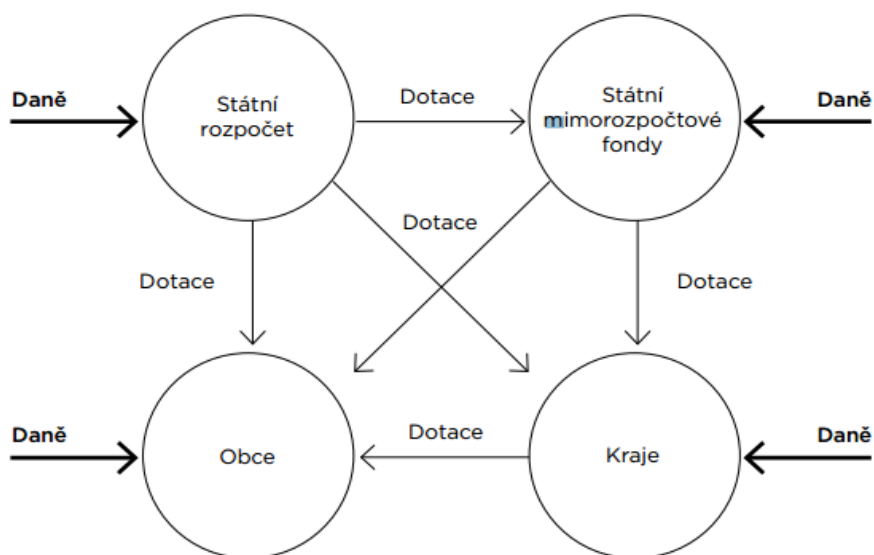 Daně
Státní
rozpočet
Dotace
Státní
mimorozpočtové
fondy
Daně
Dotace
Dotace
Dotace
Daně
Obce
Dotace
Kraje
Daně